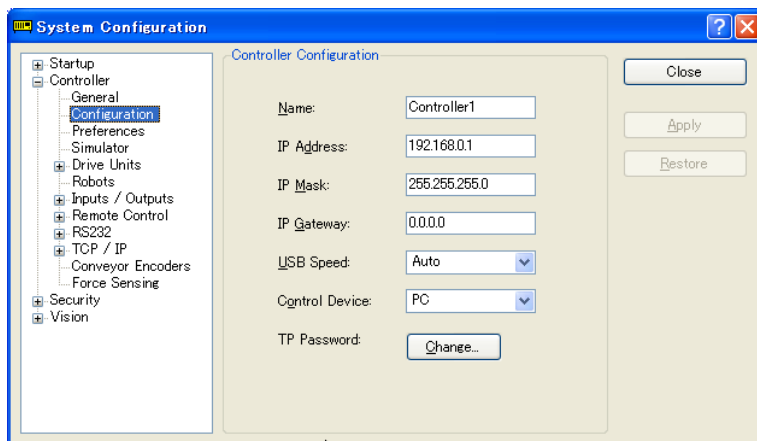 System Configuration
Startup
Controller
General
Configuration
Preferences
Simulator
Drive Units
Robots
Inputs / Outputs
Remote Control
RS232
TCP / IP
Conveyor Encoders
Force Sensing
Security
Vision
Controller Configuration
Name: Controller1
IP Address: 192.168.0.1
IP Mask: 255.255.255.0
IP Gateway: 0.0.0.0
USB Speed: Auto
Control Device: PC
TP Password: Change...
Close
Apply
Restore